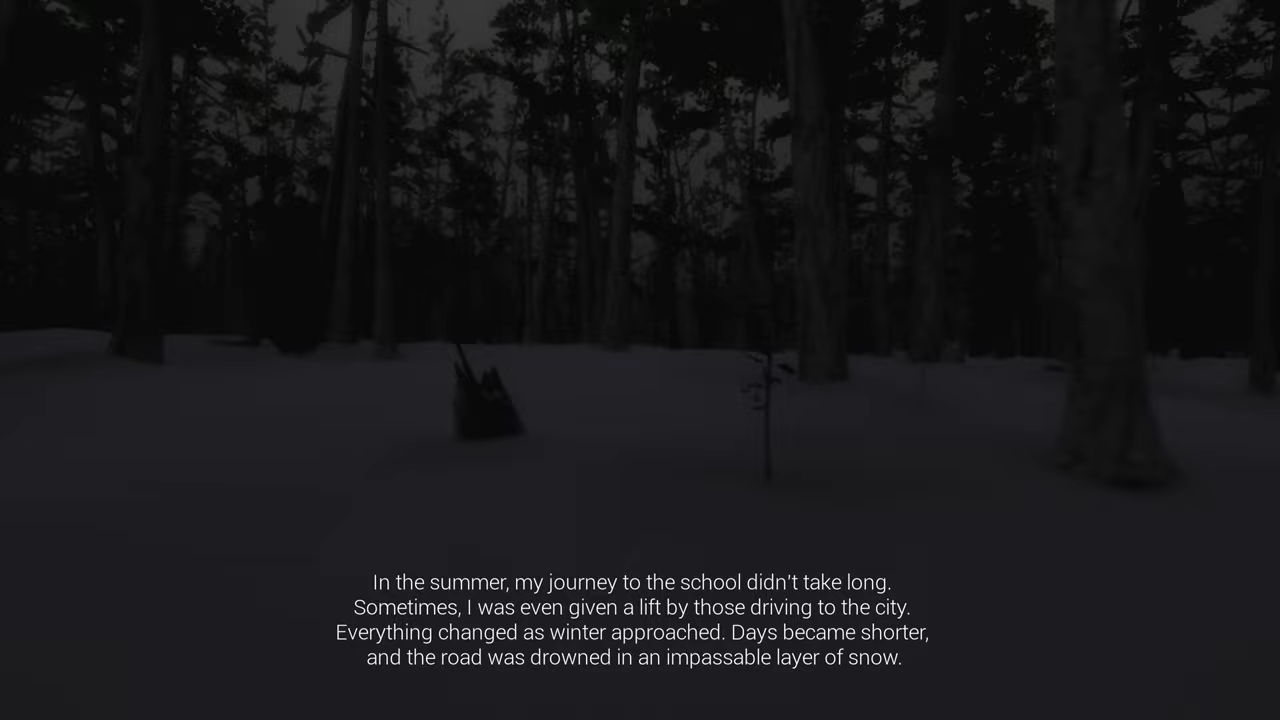 In the summer, my journey to the school didn't take long.
Sometimes, I was even given a lift by those driving to the city.
Everything changed as winter approached. Days became shorter,
and the road was drowned in an impassable layer of snow.